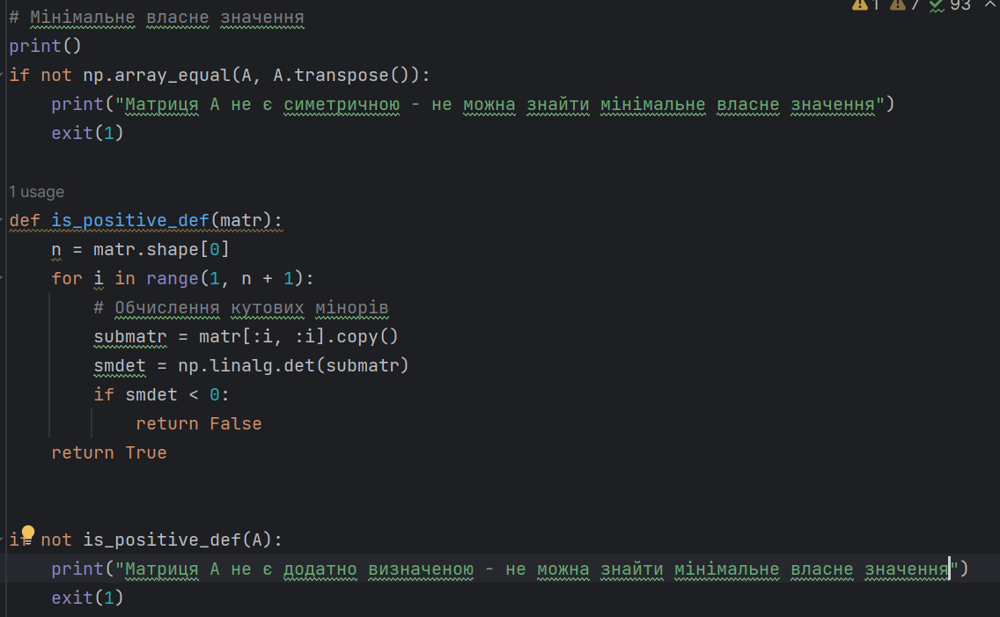 1 7 93
# Мінімальне власне значення
print()
if not np.array_equal(A, A.transpose()):
    print("Матриця А не є симетричною - не можна знайти мінімальне власне значення")
    exit(1)
1 usage
def is_positive_def(matr):
    n = matr.shape[0]
    for i in range(1, n + 1):
        # Обчислення кутових мінорів
        submatr = matr[:i, :i].copy()
        smdet = np.linalg.det(submatr)
        if smdet < 0:
            return False
    return True
if not is_positive_def(A):
    print("Матриця А не є додатно визначеною - не можна знайти мінімальне власне значення")
    exit(1)